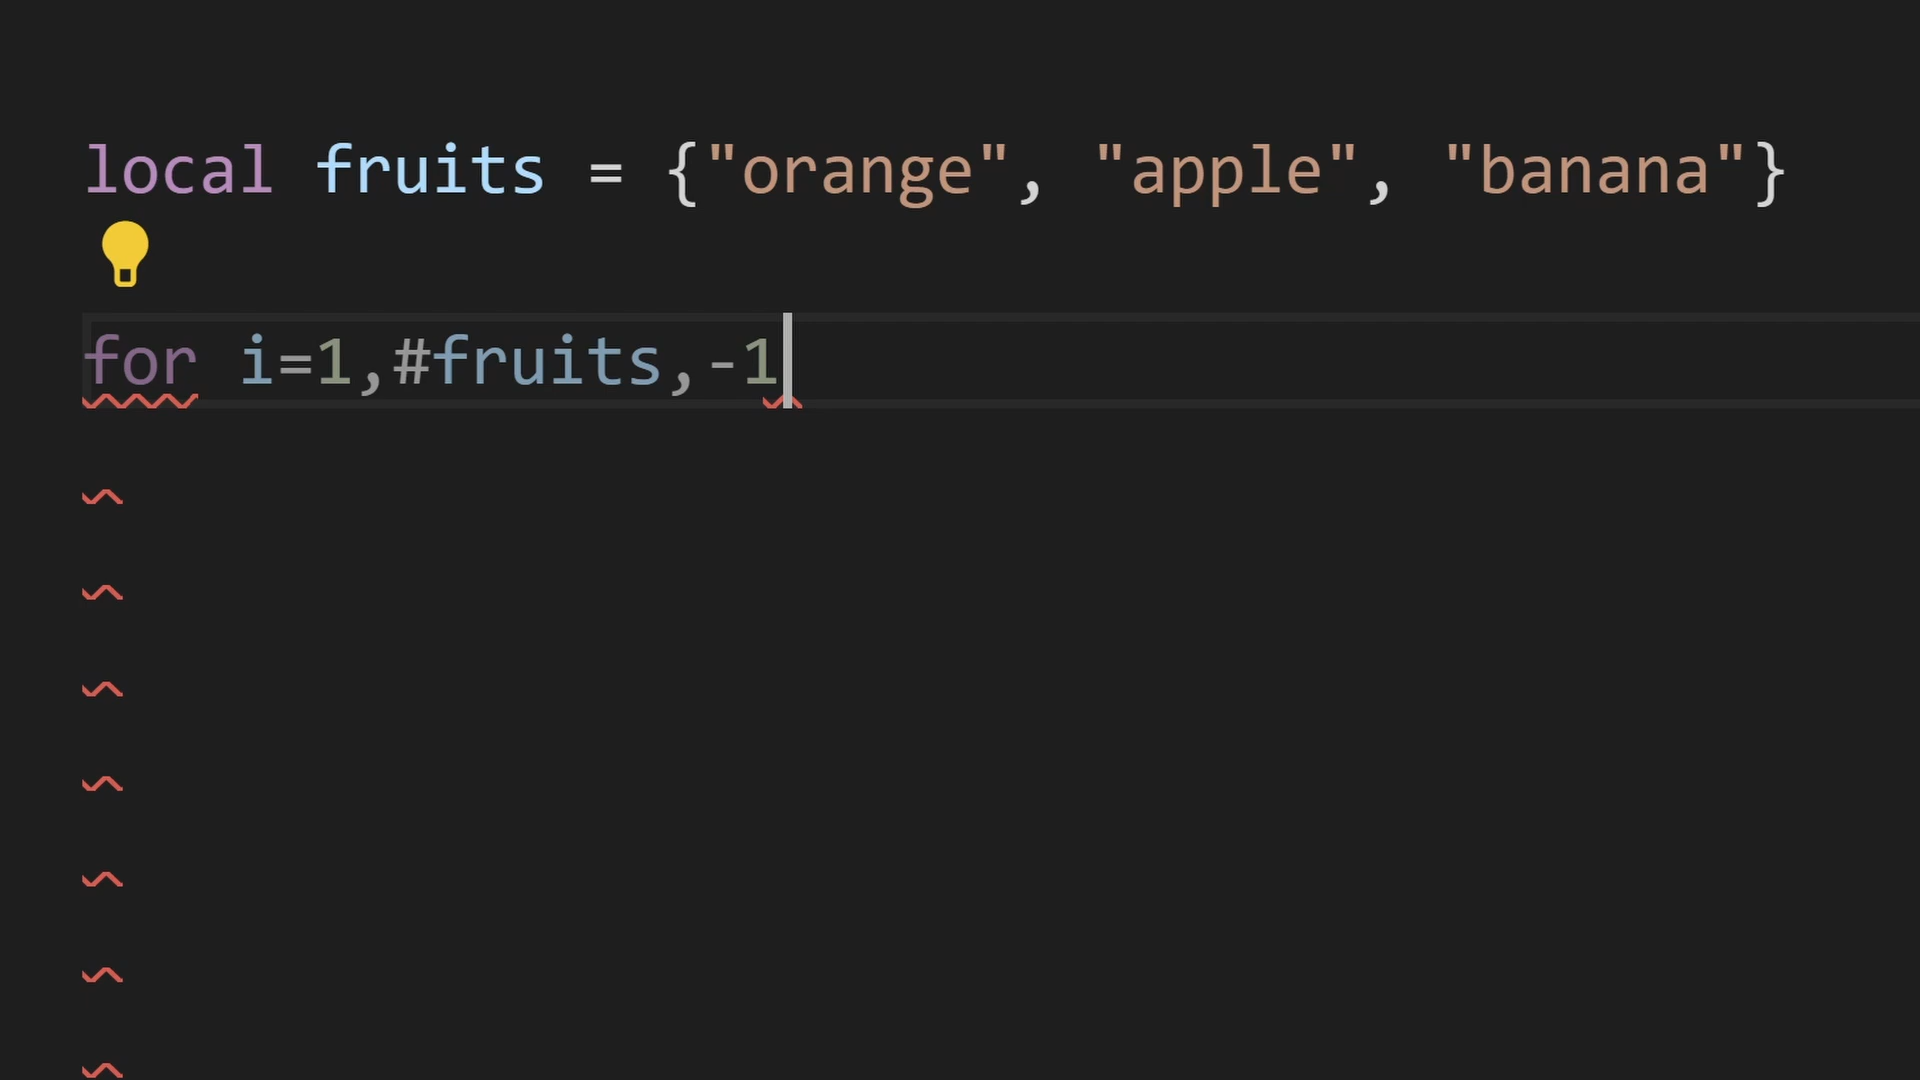 local fruits = {"orange", "apple", "banana"}
for i=1,#fruits,-1